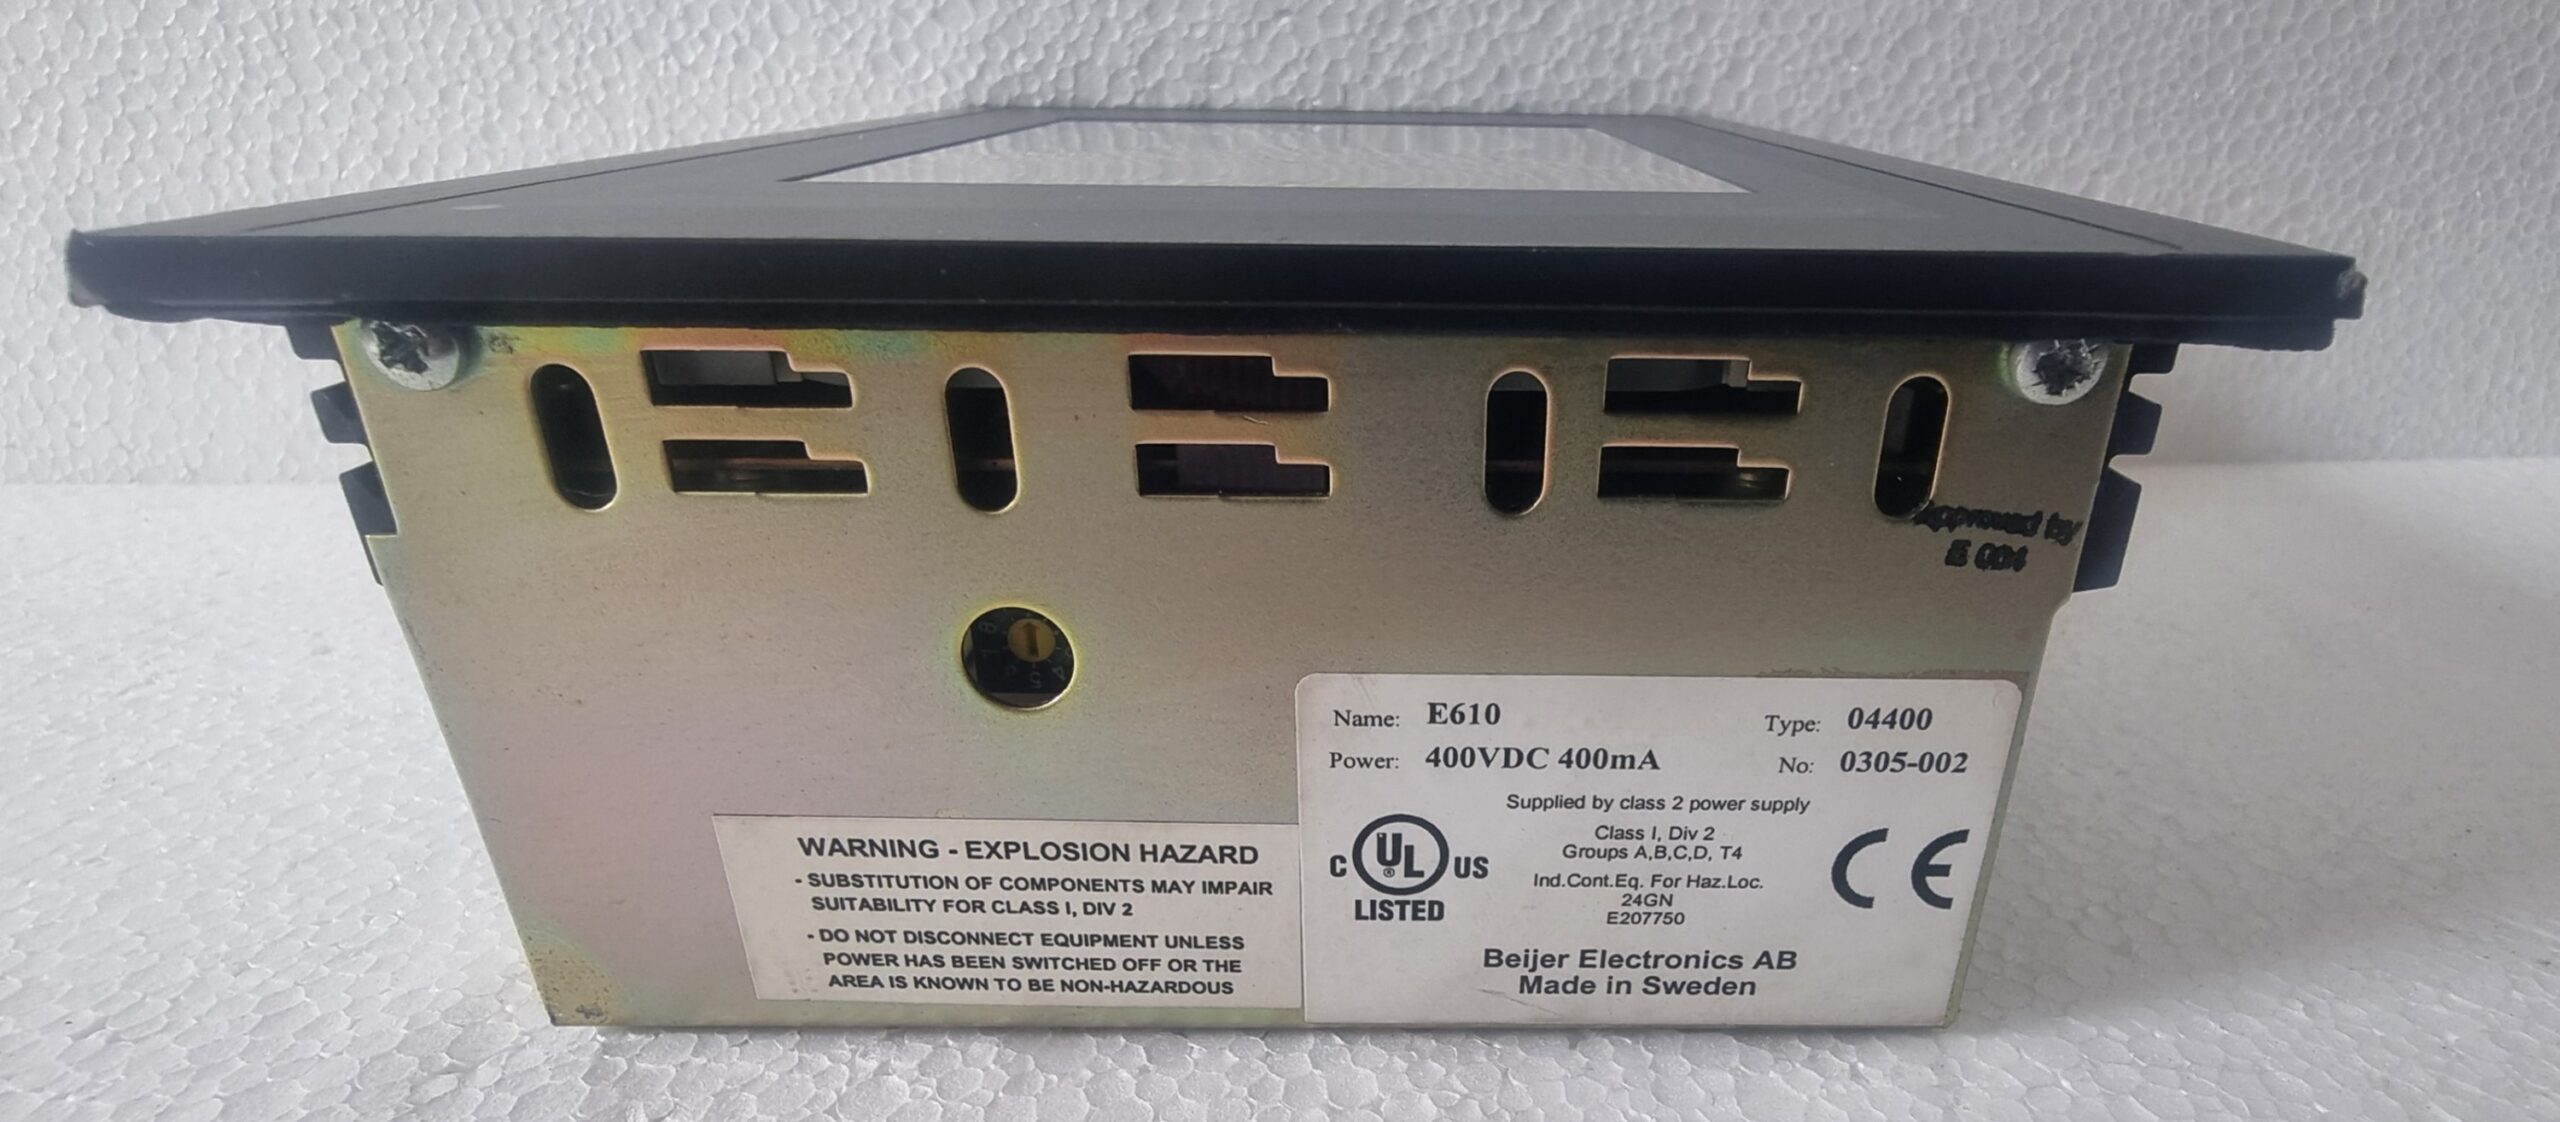 Approved by
E 004
Name: E610 Type: 04400
Power: 400VDC 400mA No: 0305-002
Supplied by class 2 power supply
Class I, Div 2
Groups A,B,C,D, T4
Ind.Cont.Eq. For Haz.Loc.
24GN
E207750
C UL ® US
LISTED
CE
Beijer Electronics AB
Made in Sweden
WARNING - EXPLOSION HAZARD
- SUBSTITUTION OF COMPONENTS MAY IMPAIR
SUITABILITY FOR CLASS I, DIV 2
- DO NOT DISCONNECT EQUIPMENT UNLESS
POWER HAS BEEN SWITCHED OFF OR THE
AREA IS KNOWN TO BE NON-HAZARDOUS